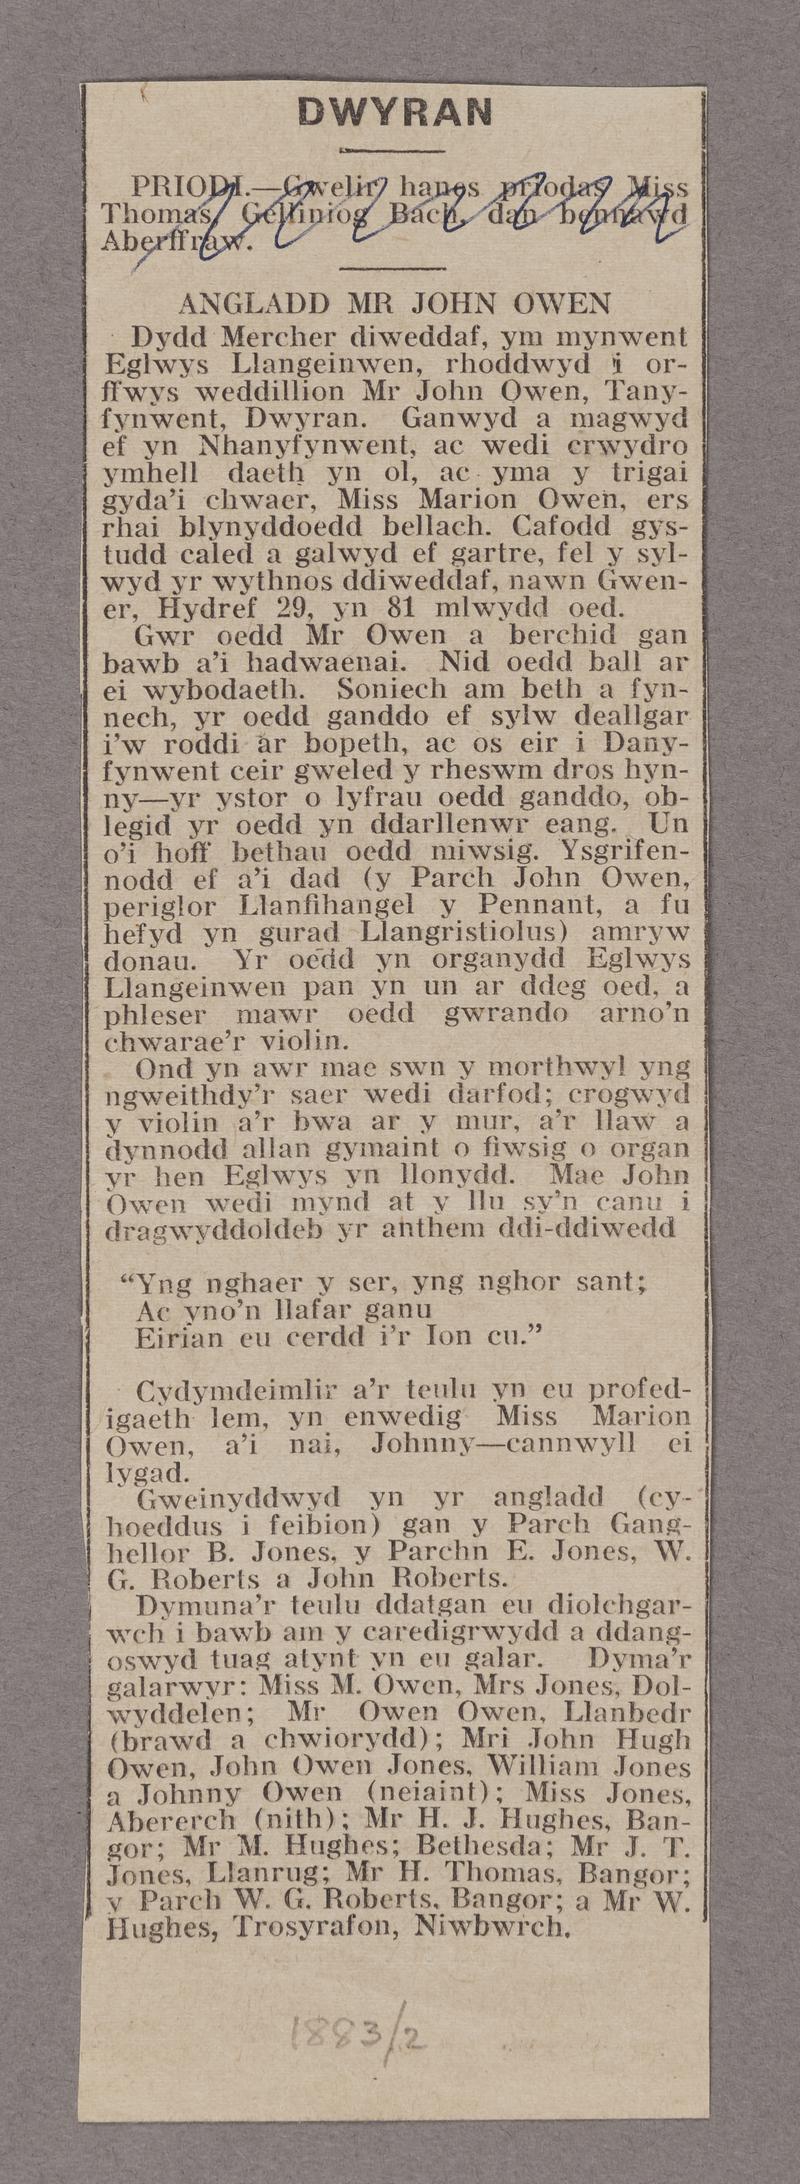 DWYRAN
PRIODI.—Gwelir hanes priodas Miss
Thomas, Gelliniog Bach, dan bennawd
Aberffraw.
ANGLADD MR JOHN OWEN
Dydd Mercher diweddaf, ym mynwent
Eglwys Llangeinwen, rhoddwyd i or-
ffwys weddillion Mr John Owen, Tany-
fynwent, Dwyran. Ganwyd a magwyd
ef yn Nhanyfynwent, ac wedi crwydro
ymhell daeth yn ol, ac yma y trigai
gyda'i chwaer, Miss Marion Owen, ers
rhai blynyddoedd bellach. Cafodd gys-
tudd caled a galwyd ef gartre, fel y syl-
wyd yr wythnos ddiweddaf, nawn Gwen-
er, Hydref 29, yn 81 mlwydd oed.
Gwr oedd Mr Owen a berchid gan
bawb a'i hadwaenai. Nid oedd ball ar
ei wybodaeth. Soniech am beth a fyn-
nech, yr oedd ganddo ef sylw deallgar
i'w roddi ar bopeth, ac os eir i Dany-
fynwent ceir gweled y rheswm dros hyn-
ny—yr ystor o lyfrau oedd ganddo, ob-
legid yr oedd yn ddarllenwr eang. Un
o'i hoff bethau oedd miwsig. Ysgrifen-
nodd ef a'i dad (y Parch John Owen,
periglor Llanfihangel y Pennant, a fu
hefyd yn gurad Llangristiolus) amryw
donau. Yr oedd yn organydd Eglwys
Llangeinwen pan yn un ar ddeg oed, a
phleser mawr oedd gwrando arno'n
chwarae'r violin.
Ond yn awr mae swn y morthwyl yng
ngweithdy'r saer wedi darfod; crogwyd
y violin a'r bwa ar y mur, a'r llaw a
dynnodd allan gymaint o fiwsig o organ
yr hen Eglwys yn llonydd. Mae John
Owen wedi mynd at y llu sy'n canu i
dragwyddoldeb yr anthem ddi-ddiwedd
"Yng nghaer y ser, yng nghor sant;
Ac yno'n llafar ganu
Eirian eu cerdd i'r Ion cu."
Cydymdeimlir a'r teulu yn eu profed-
igaeth lem, yn enwedig Miss Marion
Owen, a'i nai, Johnny—cannwyll ei
lygad.
Gweinyddwyd yn yr angladd (cy-
hoeddus i feibion) gan y Parch Gang-
hellor B. Jones, y Parchn E. Jones, W.
G. Roberts a John Roberts.
Dymuna'r teulu ddatgan eu diolchgar-
wch i bawb am y caredigrwydd a ddang-
oswyd tuag atynt yn eu galar. Dyma'r
galarwyr: Miss M. Owen, Mrs Jones, Dol-
wyddelen; Mr Owen Owen, Llanbedr
(brawd a chwiorydd); Mri John Hugh
Owen, John Owen Jones, William Jones
a Johnny Owen (neiaint); Miss Jones,
Abererch (nith); Mr H. J. Hughes, Ban-
gor; Mr M. Hughes; Bethesda; Mr J. T.
Jones, Llanrug; Mr H. Thomas, Bangor;
y Parch W. G. Roberts, Bangor; a Mr W.
Hughes, Trosyrafon, Niwbwrch.
1883/2